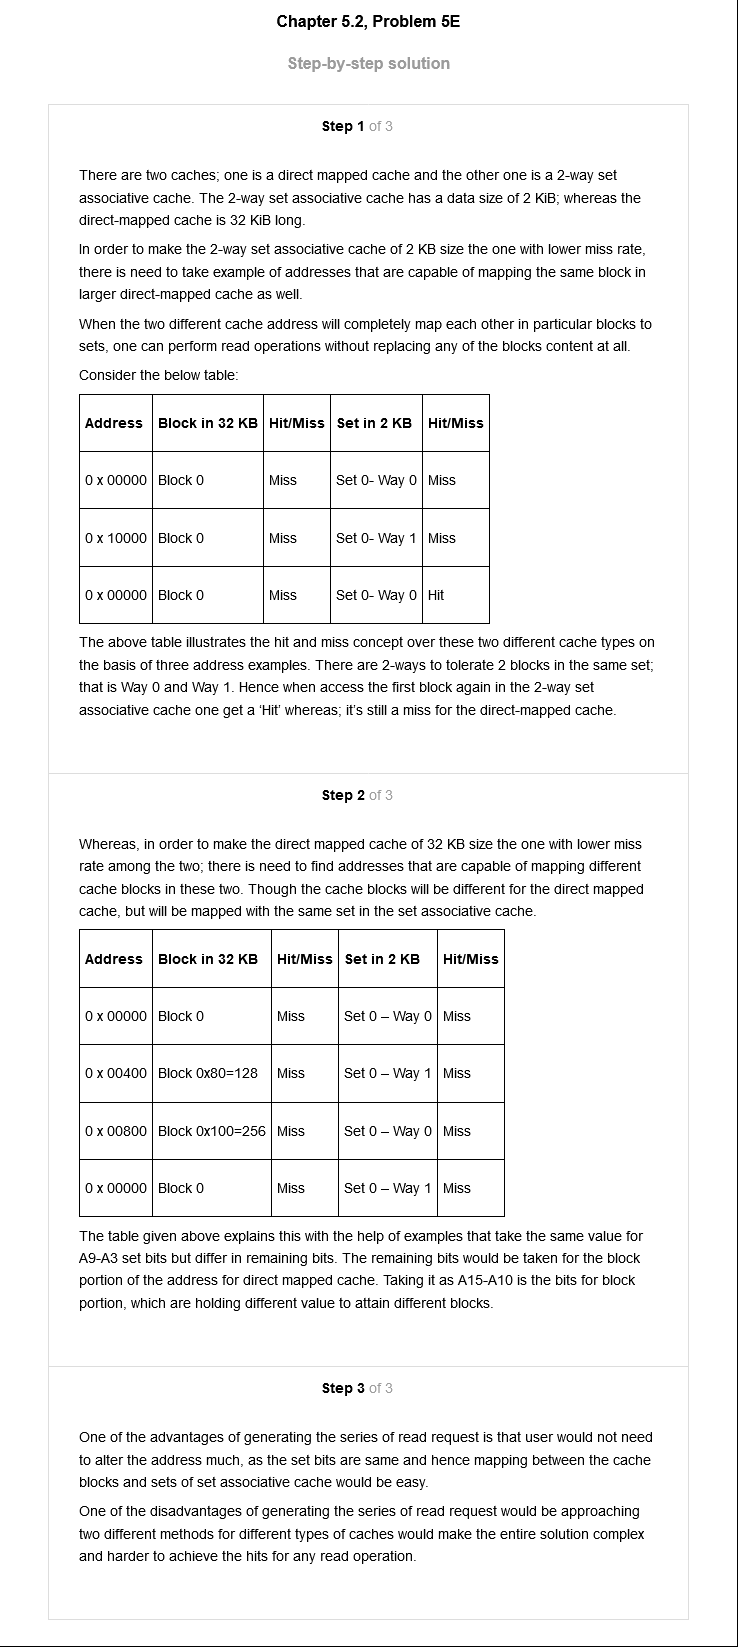 Chapter 5.2, Problem 5E
Step-by-step solution
Step 1 of 3
There are two caches; one is a direct mapped cache and the other one is a 2-way set
associative cache. The 2-way set associative cache has a data size of 2 KiB; whereas the
direct-mapped cache is 32 KiB long.
In order to make the 2-way set associative cache of 2 KB size the one with lower miss rate,
there is need to take example of addresses that are capable of mapping the same block in
larger direct-mapped cache as well.
When the two different cache address will completely map each other in particular blocks to
sets, one can perform read operations without replacing any of the blocks content at all.
Consider the below table:
Address Block in 32 KB Hit/Miss Set in 2 KB Hit/Miss
0 x 00000 Block 0 Miss Set 0- Way 0 Miss
0 x 10000 Block 0 Miss Set 0- Way 1 Miss
0 x 00000 Block 0 Miss Set 0- Way 0 Hit
The above table illustrates the hit and miss concept over these two different cache types on
the basis of three address examples. There are 2-ways to tolerate 2 blocks in the same set;
that is Way 0 and Way 1. Hence when access the first block again in the 2-way set
associative cache one get a ‘Hit’ whereas; it’s still a miss for the direct-mapped cache.
Step 2 of 3
Whereas, in order to make the direct mapped cache of 32 KB size the one with lower miss
rate among the two; there is need to find addresses that are capable of mapping different
cache blocks in these two. Though the cache blocks will be different for the direct mapped
cache, but will be mapped with the same set in the set associative cache.
Address Block in 32 KB Hit/Miss Set in 2 KB Hit/Miss
0 x 00000 Block 0 Miss Set 0 – Way 0 Miss
0 x 00400 Block 0x80=128 Miss Set 0 – Way 1 Miss
0 x 00800 Block 0x100=256 Miss Set 0 – Way 0 Miss
0 x 00000 Block 0 Miss Set 0 – Way 1 Miss
The table given above explains this with the help of examples that take the same value for
A9-A3 set bits but differ in remaining bits. The remaining bits would be taken for the block
portion of the address for direct mapped cache. Taking it as A15-A10 is the bits for block
portion, which are holding different value to attain different blocks.
Step 3 of 3
One of the advantages of generating the series of read request is that user would not need
to alter the address much, as the set bits are same and hence mapping between the cache
blocks and sets of set associative cache would be easy.
One of the disadvantages of generating the series of read request would be approaching
two different methods for different types of caches would make the entire solution complex
and harder to achieve the hits for any read operation.